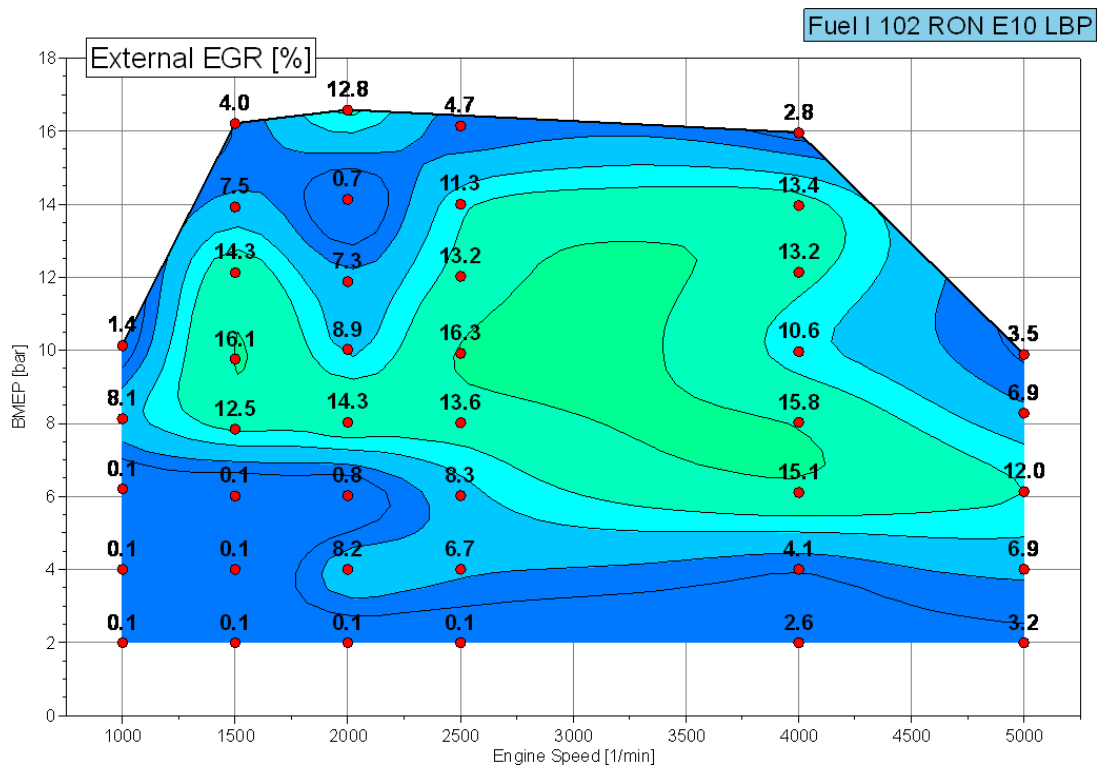 Fuel I 102 RON E10 LBP
External EGR [%]
18
16
14
12
10
8
6
4
2
0
BMEP [bar]
4.0 12.8 4.7 2.8
7.5 0.7 11.3 13.4
14.3 7.3 13.2 13.2
1.4 16.1 8.9 16.3 10.6 3.5
8.1 12.5 14.3 13.6 15.8 6.9
0.1 0.1 0.8 8.3 15.1 12.0
0.1 0.1 8.2 6.7 4.1 6.9
0.1 0.1 0.1 0.1 2.6 3.2
1000 1500 2000 2500 3000 3500 4000 4500 5000
Engine Speed [1/min]